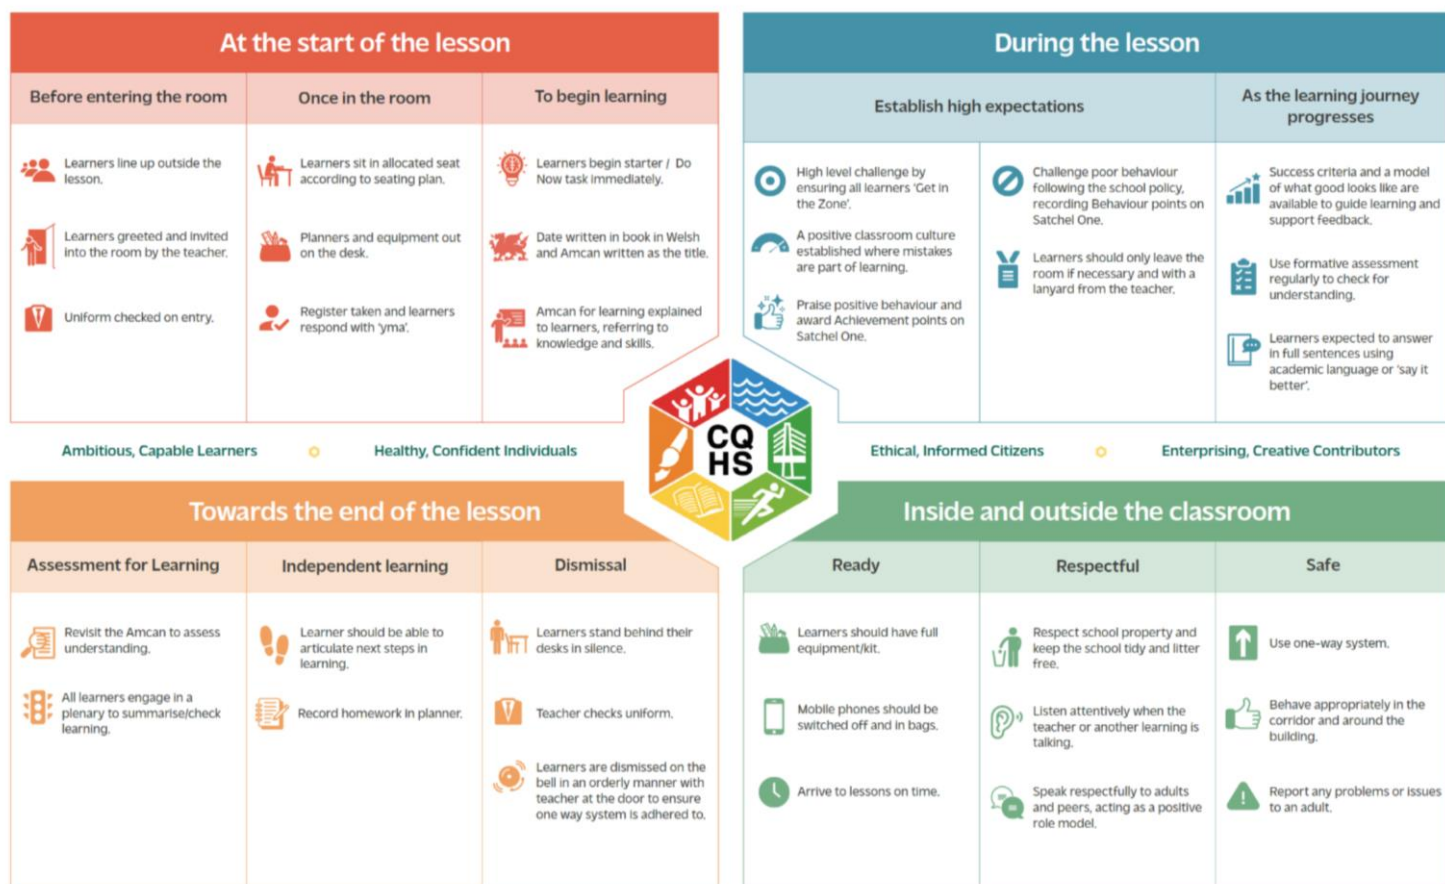 At the start of the lesson
Before entering the room
Learners line up outside the
lesson.
Learners greeted and invited
into the room by the teacher.
Uniform checked on entry.
Once in the room
Learners sit in allocated seat
according to seating plan.
Planners and equipment out
on the desk.
Register taken and learners
respond with 'yma'.
To begin learning
Learners begin starter / Do
Now task immediately.
Date written in book in Welsh
and Amcan written as the title.
Amcan for learning explained
to learners, referring to
knowledge and skills.
During the lesson
Establish high expectations
High level challenge by
ensuring all learners 'Get in
the Zone'.
A positive classroom culture
established where mistakes
are part of learning.
Praise positive behaviour and
award Achievement points on
Satchel One.
Challenge poor behaviour
following the school policy,
recording Behaviour points on
Satchel One.
Learners should only leave the
room if necessary and with a
lanyard from the teacher.
As the learning journey
progresses
Success criteria and a model
of what good looks like are
available to guide learning and
support feedback.
Use formative assessment
regularly to check for
understanding.
Learners expected to answer
in full sentences using
academic language or 'say it
better'.
Ambitious, Capable Learners
Healthy, Confident Individuals
CQ
HS
Ethical, Informed Citizens
Enterprising, Creative Contributors
Towards the end of the lesson
Assessment for Learning
Revisit the Amcan to assess
understanding.
All learners engage in a
plenary to summarise/check
learning.
Independent learning
Learner should be able to
articulate next steps in
learning.
Record homework in planner.
Dismissal
Learners stand behind their
desks in silence.
Teacher checks uniform.
Learners are dismissed on the
bell in an orderly manner with
teacher at the door to ensure
one way system is adhered to.
Inside and outside the classroom
Ready
Learners should have full
equipment/kit.
Mobile phones should be
switched off and in bags.
Arrive to lessons on time.
Respectful
Respect school property and
keep the school tidy and litter
free.
Listen attentively when the
teacher or another learning is
talking.
Speak respectfully to adults
and peers, acting as a positive
role model.
Safe
Use one-way system.
Behave appropriately in the
corridor and around the
building.
Report any problems or issues
to an adult.